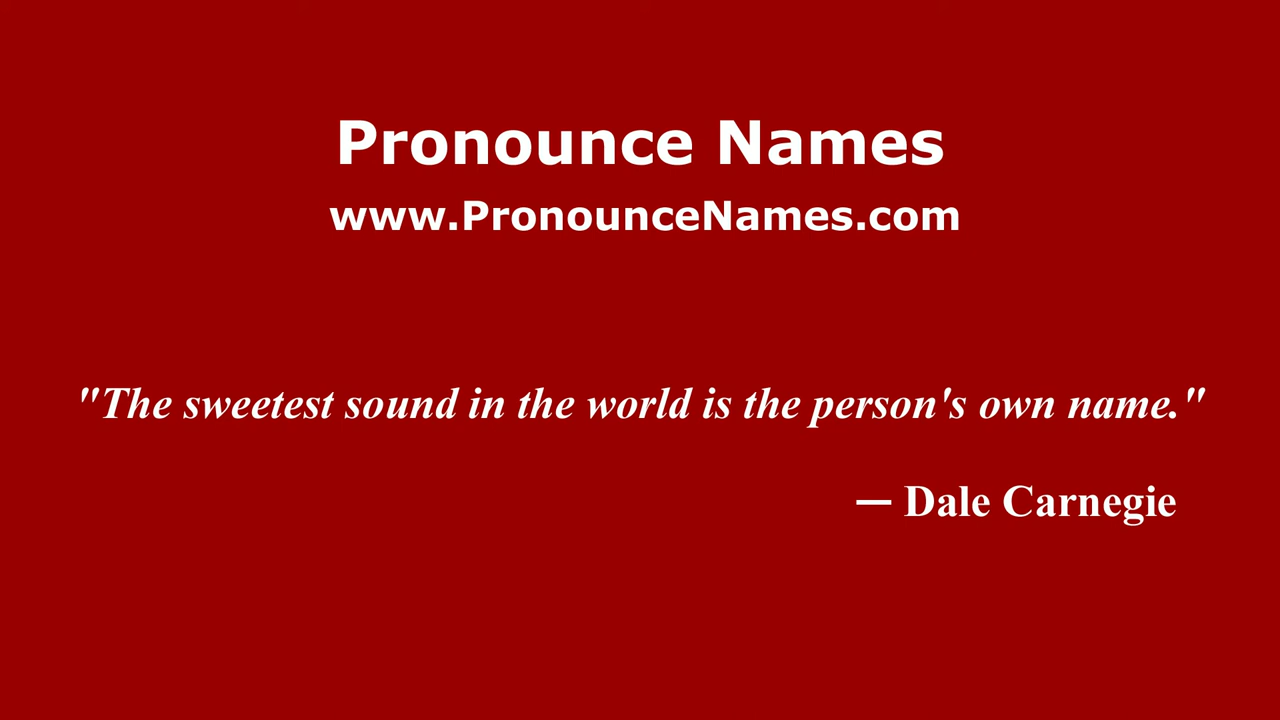 Pronounce Names
www.PronounceNames.com
"The sweetest sound in the world is the person's own name."
— Dale Carnegie